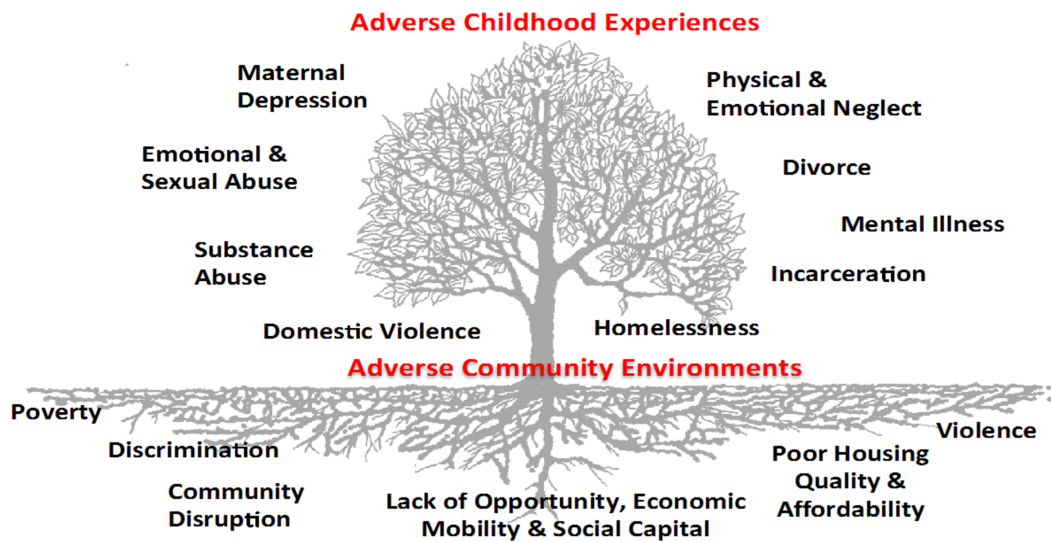 Adverse Childhood Experiences
Maternal
Depression
Physical &
Emotional Neglect
Emotional &
Sexual Abuse
Divorce
Mental Illness
Substance
Abuse
Incarceration
Domestic Violence
Homelessness
Adverse Community Environments
Poverty
Violence
Discrimination
Poor Housing
Quality &
Affordability
Community
Disruption
Lack of Opportunity, Economic
Mobility & Social Capital